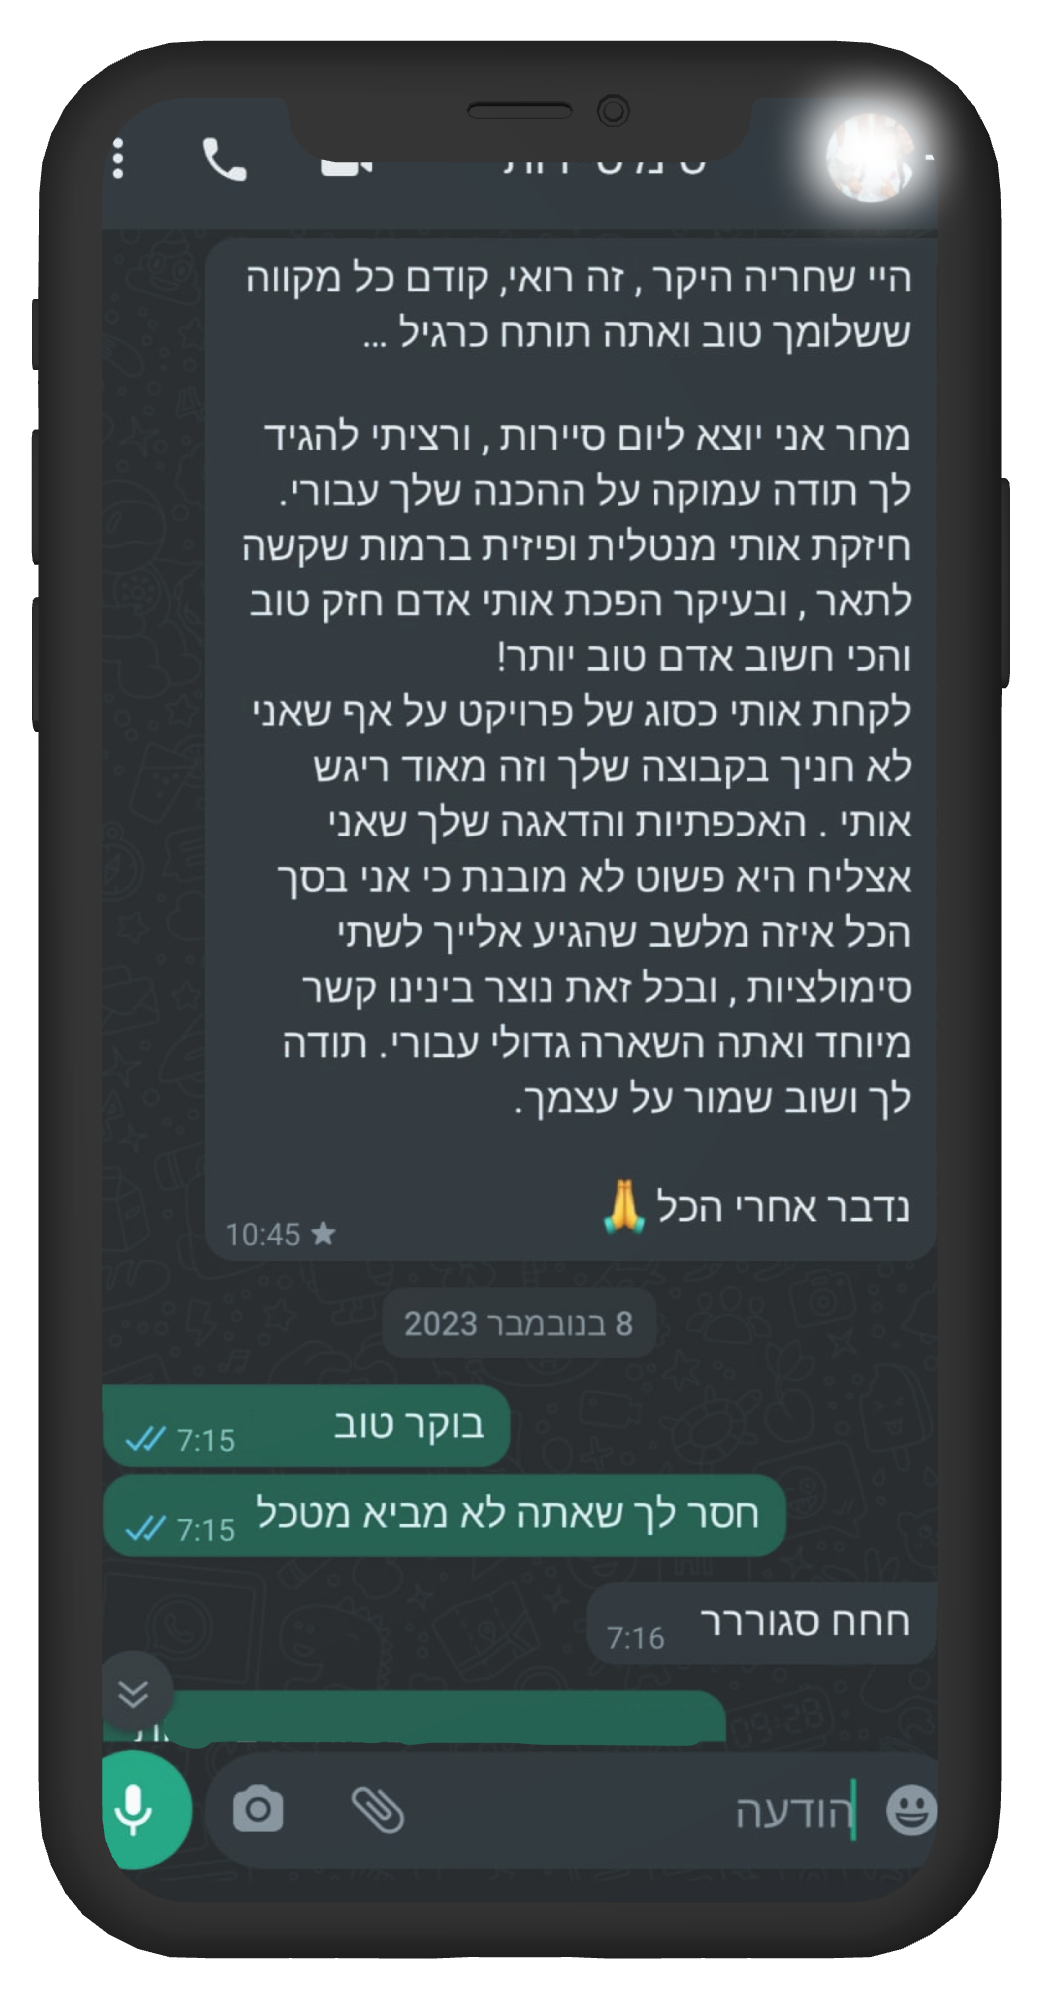 היי שחריה היקר , זה רואי, קודם כל מקווה
ששלומך טוב ואתה תותח כרגיל ...
מחר אני יוצא ליום סיירות , ורציתי להגיד
לך תודה עמוקה על ההכנה שלך עבורי.
חיזקת אותי מנטלית ופיזית ברמות שקשה
לתאר , ובעיקר הפכת אותי אדם חזק טוב
והכי חשוב אדם טוב יותר!
לקחת אותי כסוג של פרויקט על אף שאני
לא חניך בקבוצה שלך וזה מאוד ריגש
אותי . האכפתיות והדאגה שלך שאני
אצליח היא פשוט לא מובנת כי אני בסך
הכל איזה מלשב שהגיע אלייך לשתי
סימולציות , ובכל זאת נוצר בינינו קשר
מיוחד ואתה השארה גדולי עבורי. תודה
לך ושוב שמור על עצמך.
נדבר אחרי הכל 🙏
10:45
8 בנובמבר 2023
בוקר טוב
7:15
חסר לך שאתה לא מביא מטכל
7:15
חחח סגוררר
7:16
הודעה